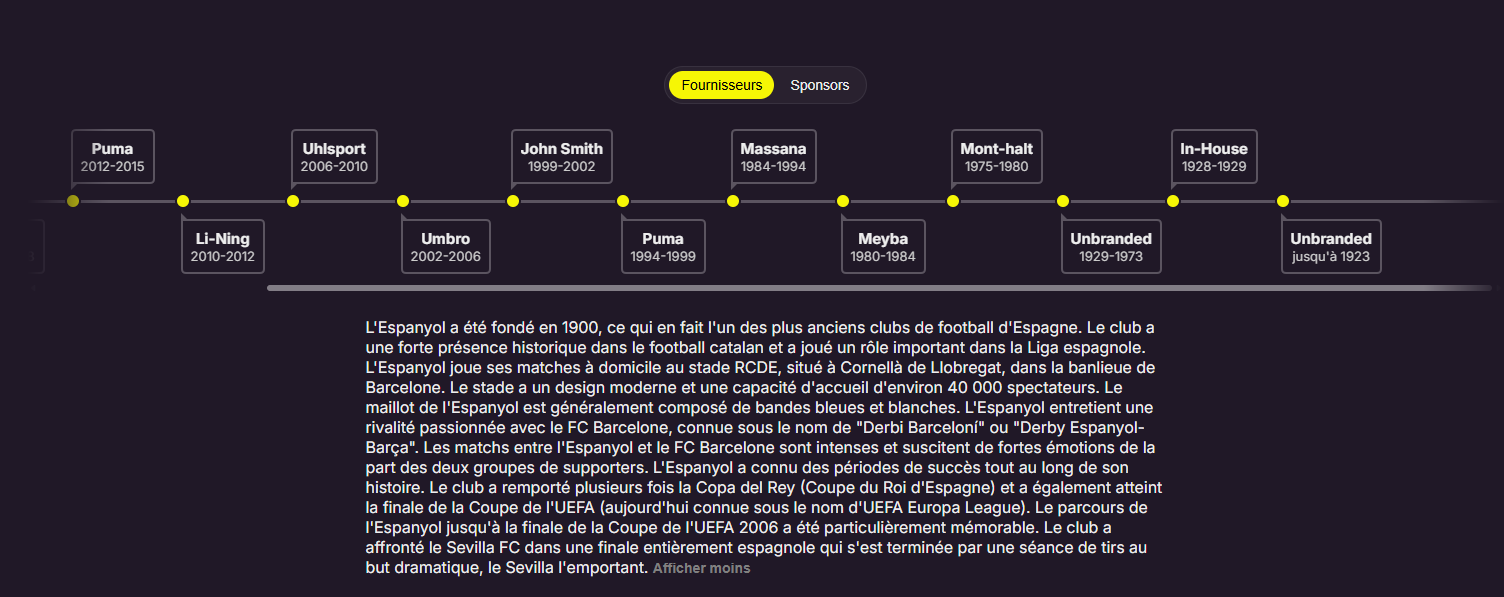 Fournisseurs
Sponsors
Puma
2012-2015
Uhlsport
2006-2010
John Smith
1999-2002
Massana
1984-1994
Mont-halt
1975-1980
In-House
1928-1929
Li-Ning
2010-2012
Umbro
2002-2006
Puma
1994-1999
Meyba
1980-1984
Unbranded
1929-1973
Unbranded
jusqu'à 1923
L'Espanyol a été fondé en 1900, ce qui en fait l'un des plus anciens clubs de football d'Espagne. Le club a
une forte présence historique dans le football catalan et a joué un rôle important dans la Liga espagnole.
L'Espanyol joue ses matches à domicile au stade RCDE, situé à Cornellà de Llobregat, dans la banlieue de
Barcelone. Le stade a un design moderne et une capacité d'accueil d'environ 40 000 spectateurs. Le
maillot de l'Espanyol est généralement composé de bandes bleues et blanches. L'Espanyol entretient une
rivalité passionnée avec le FC Barcelone, connue sous le nom de "Derbi Barceloní" ou "Derby Espanyol-
Barça". Les matchs entre l'Espanyol et le FC Barcelone sont intenses et suscitent de fortes émotions de la
part des deux groupes de supporters. L'Espanyol a connu des périodes de succès tout au long de son
histoire. Le club a remporté plusieurs fois la Copa del Rey (Coupe du Roi d'Espagne) et a également atteint
la finale de la Coupe de l'UEFA (aujourd'hui connue sous le nom d'UEFA Europa League). Le parcours de
l'Espanyol jusqu'à la finale de la Coupe de l'UEFA 2006 a été particulièrement mémorable. Le club a
affronté le Sevilla FC dans une finale entièrement espagnole qui s'est terminée par une séance de tirs au
but dramatique, le Sevilla l'emportant. Afficher moins